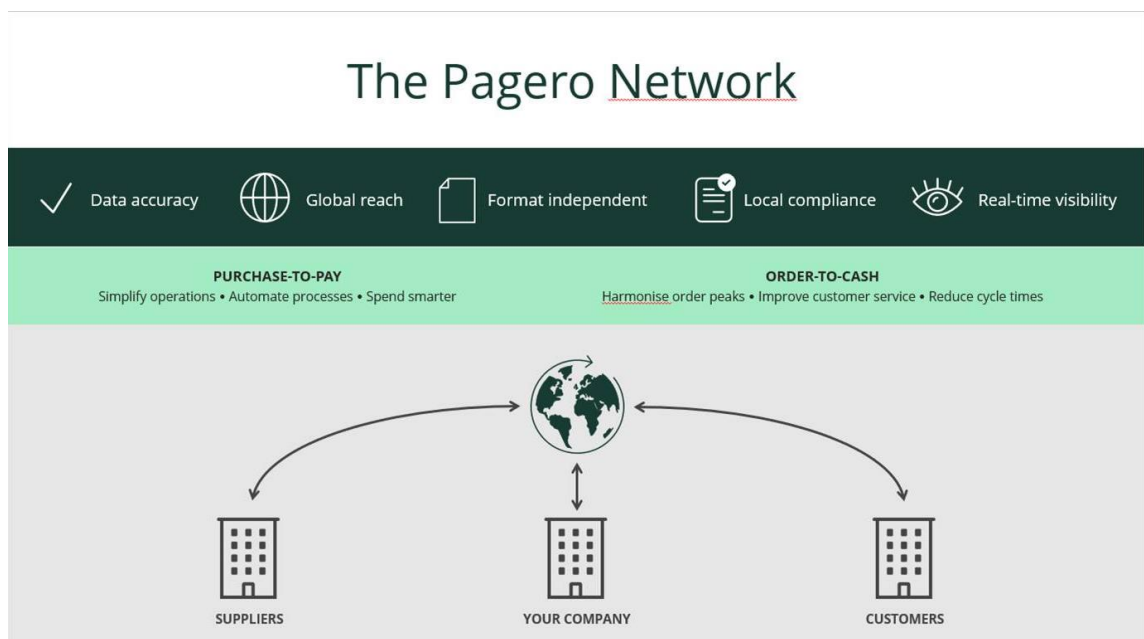 The Pagero Network
Data accuracy
Global reach
Format independent
Local compliance
Real-time visibility
PURCHASE-TO-PAY
Simplify operations • Automate processes • Spend smarter
ORDER-TO-CASH
Harmonise order peaks • Improve customer service • Reduce cycle times
SUPPLIERS
YOUR COMPANY
CUSTOMERS